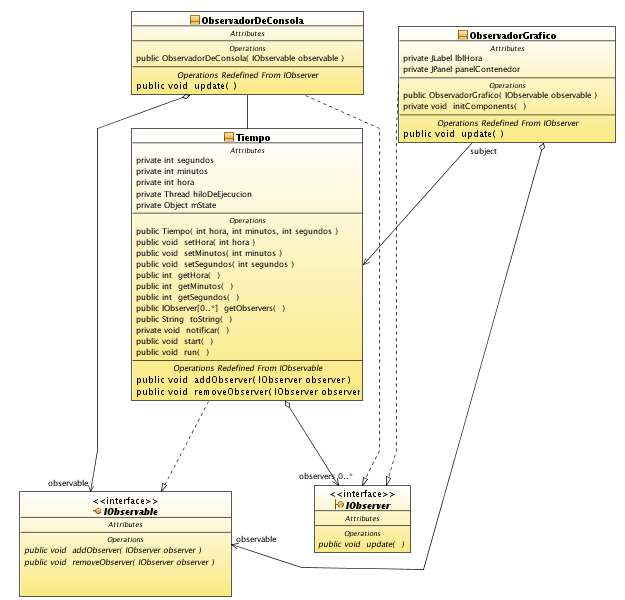 ObservadorDeConsola
Attributes
Operations
public ObservadorDeConsola( IObservable observable )
Operations Redefined From IObserver
public void update( )
ObservadorGrafico
Attributes
private JLabel lblHora
private JPanel panelContenedor
Operations
public ObservadorGrafico( IObservable observable )
private void initComponents( )
Operations Redefined From IObserver
public void update( )
subject
Tiempo
Attributes
private int segundos
private int minutos
private int hora
private Thread hiloDeEjecucion
private Object mState
Operations
public Tiempo( int hora, int minutos, int segundos )
public void setHora( int hora )
public void setMinutos( int minutos )
public void setSegundos( int segundos )
public int getHora( )
public int getMinutos( )
public int getSegundos( )
public IObserver[0..*] getObservers( )
public String toString( )
private void notificar( )
public void start( )
public void run( )
Operations Redefined From IObservable
public void addObserver( IObserver observer )
public void removeObserver( IObserver observer
observable
observers 0..*
<<interface>>
IObservable
Attributes
Operations
public void addObserver( IObserver observer )
public void removeObserver( IObserver observer )
observable
<<interface>>
IObserver
Attributes
Operations
public void update( )